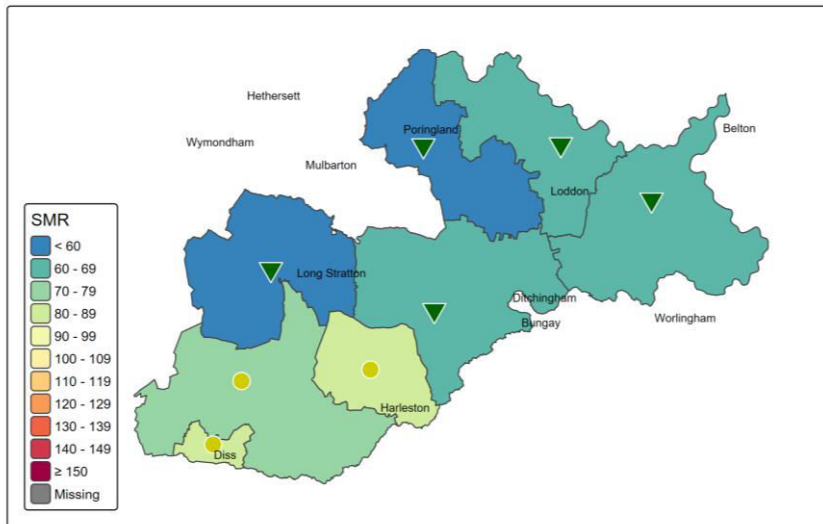 Hethersett
Belton
Poringland
Wymondham
Mulbarton
Loddon
SMR
< 60
60 - 69
70 - 79
80 - 89
90 - 99
100 - 109
110 - 119
120 - 129
130 - 139
140 - 149
≥ 150
Missing
Long Stratton
Ditchingham
Worlingham
Bungay
Harleston
Diss